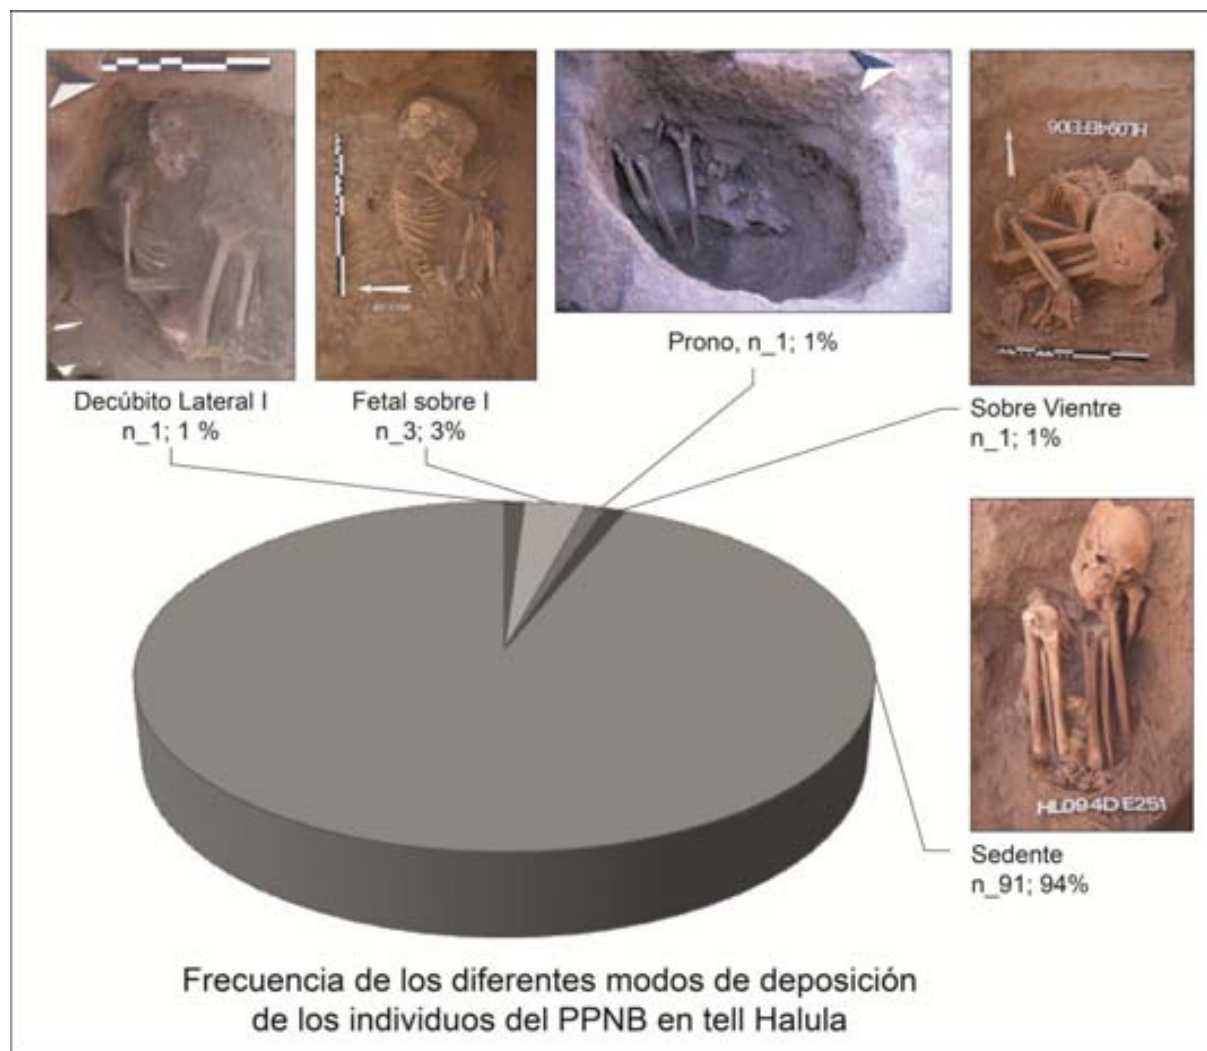 HL094EFE106
Decúbito Lateral I
n_1; 1 %
Fetal sobre I
n_3; 3%
Prono, n_1; 1%
Sobre Vientre
n_1; 1%
HL09 4D E251
Sedente
n_91; 94%
Frecuencia de los diferentes modos de deposición
de los individuos del PPNB en tell Halula